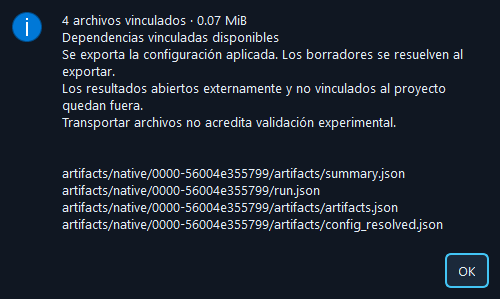 4 archivos vinculados · 0.07 MiB
Dependencias vinculadas disponibles
Se exporta la configuración aplicada. Los borradores se resuelven al
exportar.
Los resultados abiertos externamente y no vinculados al proyecto
quedan fuera.
Transportar archivos no acredita validación experimental.
artifacts/native/0000-56004e355799/artifacts/summary.json
artifacts/native/0000-56004e355799/run.json
artifacts/native/0000-56004e355799/artifacts/artifacts.json
artifacts/native/0000-56004e355799/artifacts/config_resolved.json
OK